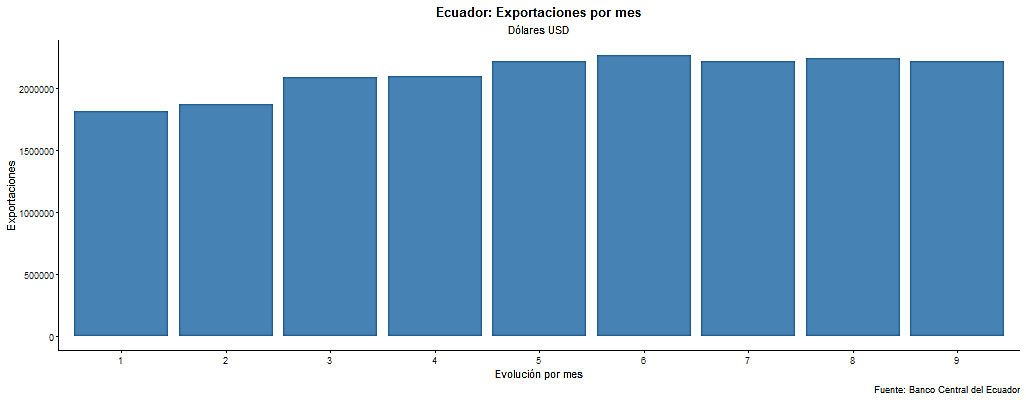 Ecuador: Exportaciones por mes
Dólares USD
Exportaciones
2000000
1500000
1000000
500000
0
1 2 3 4 5 6 7 8 9
Evolución por mes
Fuente: Banco Central del Ecuador